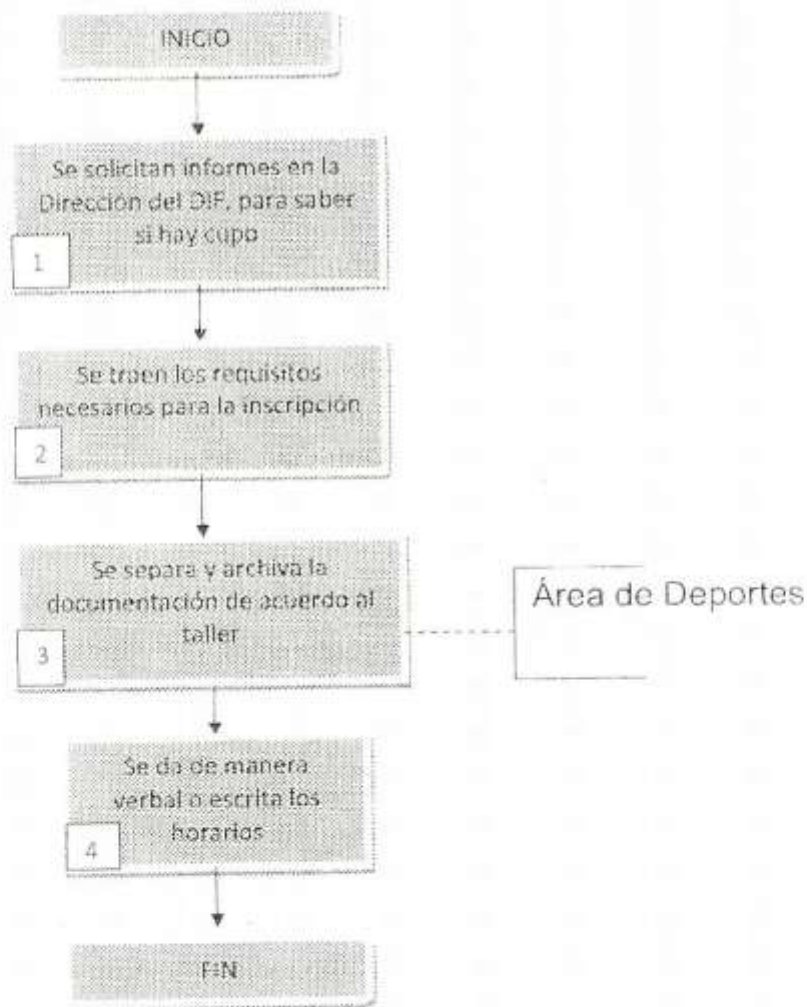 INICIO
Se solicitan informes en la
Dirección del DIF, para saber
si hay cupo
1
Se traen los requisitos
necesarios para la inscripción
2
Se separa y archiva la
documentación de acuerdo al
taller
3
Área de Deportes
Se da de manera
verbal o escrita los
horarios
4
FIN